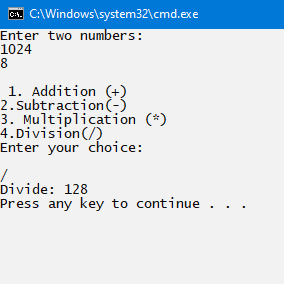 C:\Windows\system32\cmd.exe
Enter two numbers:
1024
8
1. Addition (+)
2.Subtraction(-)
3. Multiplication (*)
4.Division(/)
Enter your choice:
/
Divide: 128
Press any key to continue . . .